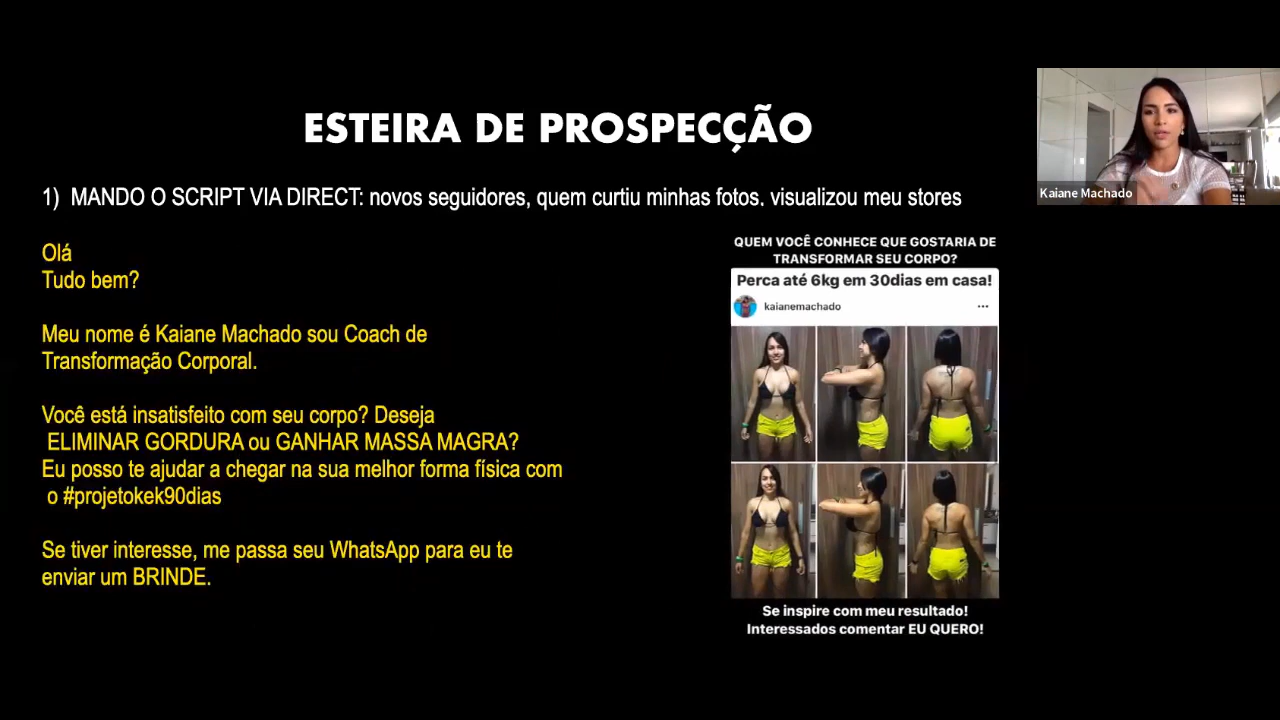 ESTEIRA DE PROSPECÇÃO
Kaiane Machado
1) MANDO O SCRIPT VIA DIRECT: novos seguidores, quem curtiu minhas fotos, visualizou meu stores
Olá
Tudo bem?
Meu nome é Kaiane Machado sou Coach de
Transformação Corporal.
Você está insatisfeito com seu corpo? Deseja
ELIMINAR GORDURA ou GANHAR MASSA MAGRA?
Eu posso te ajudar a chegar na sua melhor forma física com
o #projetokek90dias
Se tiver interesse, me passa seu WhatsApp para eu te
enviar um BRINDE.
QUEM VOCÊ CONHECE QUE GOSTARIA DE
TRANSFORMAR SEU CORPO?
Perca até 6kg em 30dias em casa!
kaianemachado
Se inspire com meu resultado!
Interessados comentar EU QUERO!